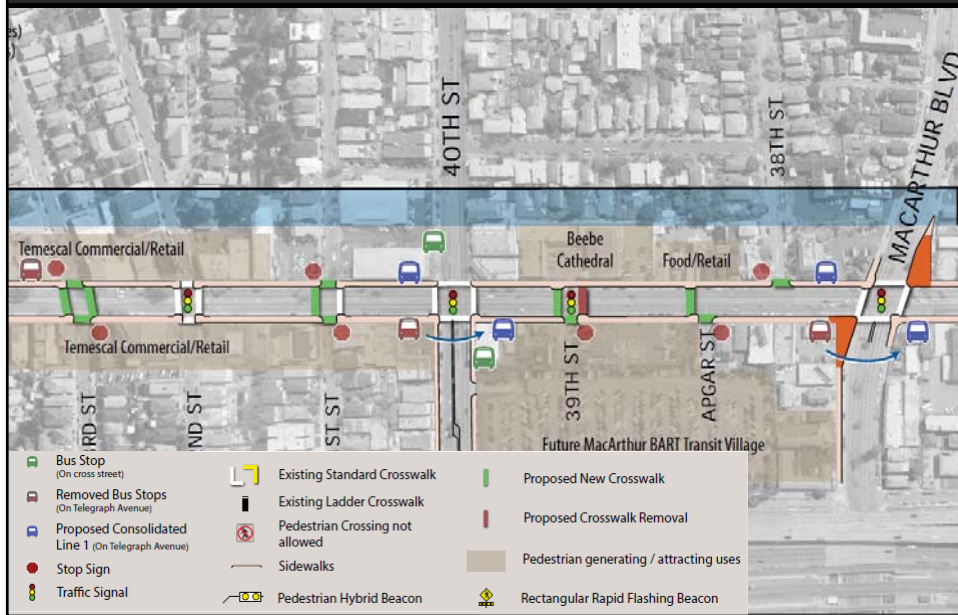 es)
40TH ST
38TH ST
MACARTHUR BLVD
Temescal Commercial/Retail
Beebe
Cathedral
Food/Retail
Temescal Commercial/Retail
RD ST
ND ST
ST ST
39TH ST
APGAR ST
Future MacArthur BART Transit Village
Bus Stop
(On cross street)
Removed Bus Stops
(On Telegraph Avenue)
Proposed Consolidated
Line 1 (On Telegraph Avenue)
Stop Sign
Traffic Signal
Existing Standard Crosswalk
Existing Ladder Crosswalk
Pedestrian Crossing not
allowed
Sidewalks
Pedestrian Hybrid Beacon
Proposed New Crosswalk
Proposed Crosswalk Removal
Pedestrian generating / attracting uses
Rectangular Rapid Flashing Beacon